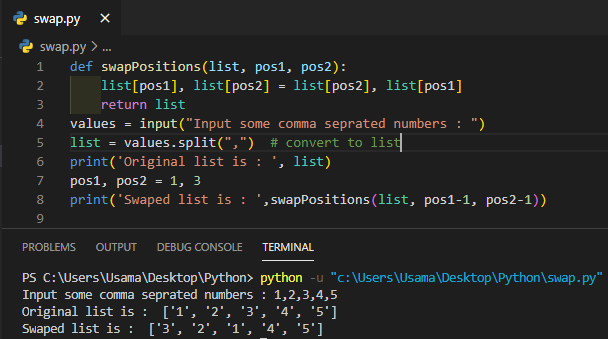 swap.py ×
swap.py > ...
1 def swapPositions(list, pos1, pos2):
2     list[pos1], list[pos2] = list[pos2], list[pos1]
3     return list
4 values = input("Input some comma seprated numbers : ")
5 list = values.split(",")  # convert to list
6 print('Original list is : ', list)
7 pos1, pos2 = 1, 3
8 print('Swaped list is : ',swapPositions(list, pos1-1, pos2-1))
9
PROBLEMS OUTPUT DEBUG CONSOLE TERMINAL
PS C:\Users\Usama\Desktop\Python> python -u "c:\Users\Usama\Desktop\Python\swap.py"
Input some comma seprated numbers : 1,2,3,4,5
Original list is :  ['1', '2', '3', '4', '5']
Swaped list is :  ['3', '2', '1', '4', '5']